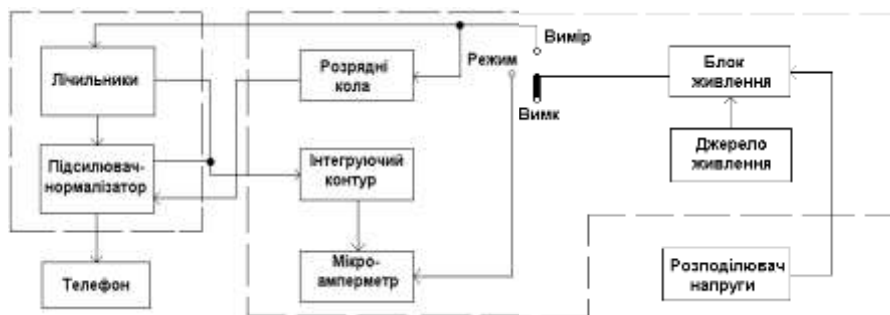 Вимір
Лічильники
Розрядні
кола
Режим
Блок
живлення
Вимк
Підсилювач-
нормалізатор
Інтегруючий
контур
Джерело
живлення
Телефон
Мікро-
амперметр
Розподілювач
напруги